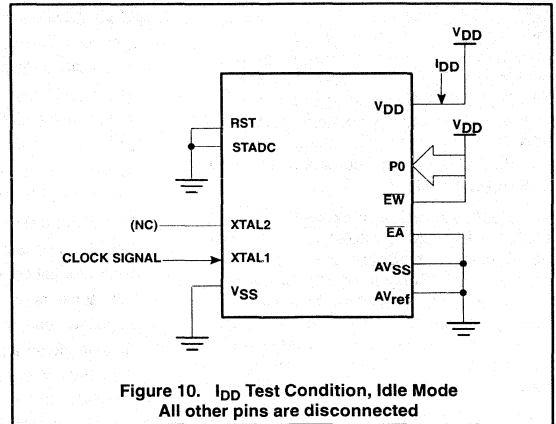 VDD
IDD
VDD
VDD
RST
STADC
P0
EW
(NC) XTAL2
EA
CLOCK SIGNAL XTAL1
AVSS
VSS
AVref
Figure 10. IDD Test Condition, Idle Mode
All other pins are disconnected